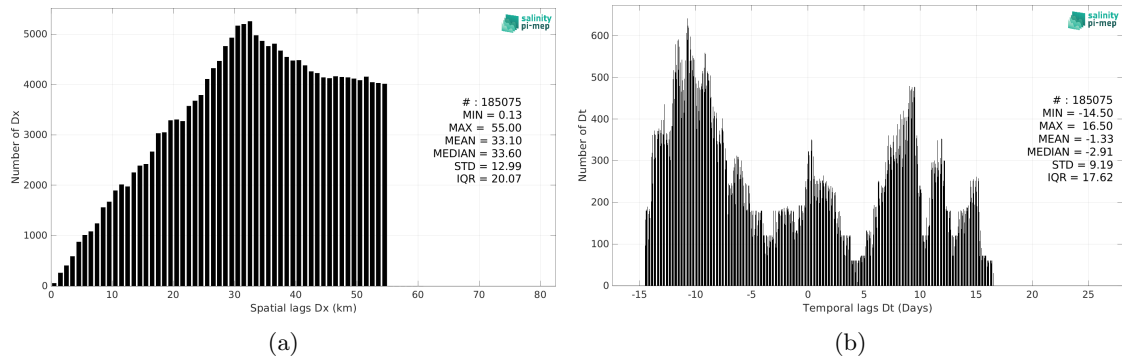 salinity
pi-mep
5000
4000
3000
2000
1000
0
Number of Dx
# : 185075
MIN = 0.13
MAX = 55.00
MEAN = 33.10
MEDIAN = 33.60
STD = 12.99
IQR = 20.07
0 10 20 30 40 50 60 70 80
Spatial lags Dx (km)
(a)
salinity
pi-mep
600
500
400
300
200
100
0
Number of Dt
# : 185075
MIN = -14.50
MAX = 16.50
MEAN = -1.33
MEDIAN = -2.91
STD = 9.19
IQR = 17.62
-15 -10 -5 0 5 10 15 20
Temporal lags Dt (Days)
(b)